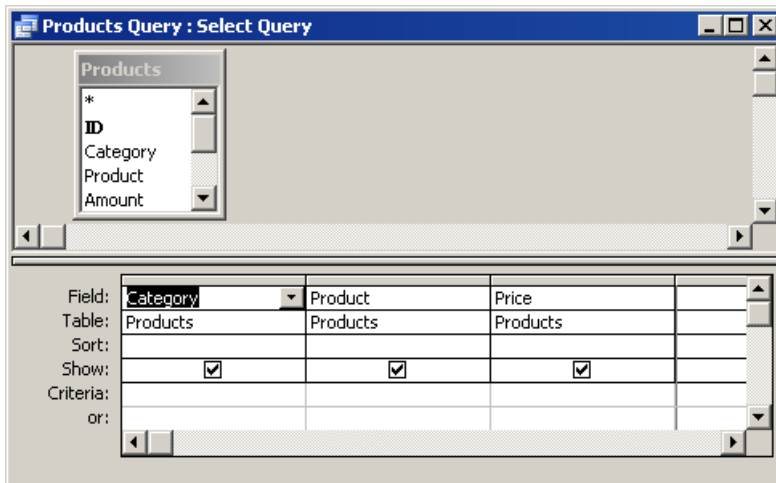 Products Query : Select Query
Products
*
ID
Category
Product
Amount
Field: Category Product Price
Table: Products Products Products
Sort:
Show:
Criteria:
or: